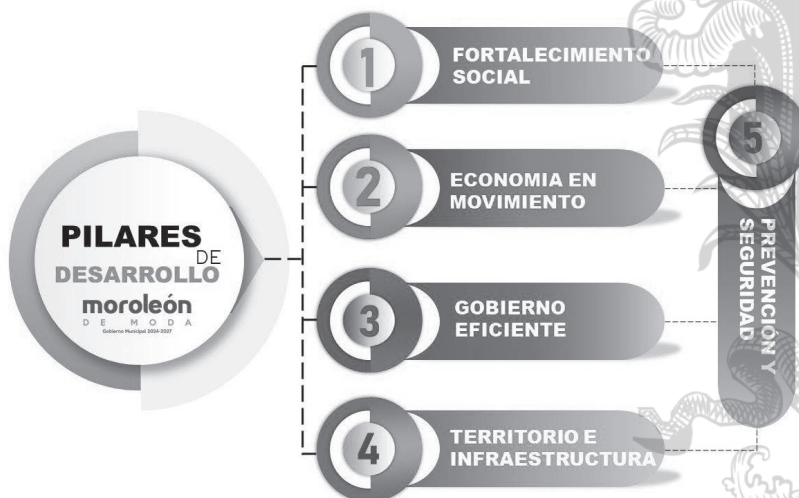 PILARES
DE
DESARROLLO
moroleón
DE MODA
Gobierno Municipal 2024-2027
1
FORTALECIMIENTO
SOCIAL
2
ECONOMIA EN
MOVIMIENTO
3
GOBIERNO
EFICIENTE
4
TERRITORIO E
INFRAESTRUCTURA
5
PREVENCIÓN Y
SEGURIDAD